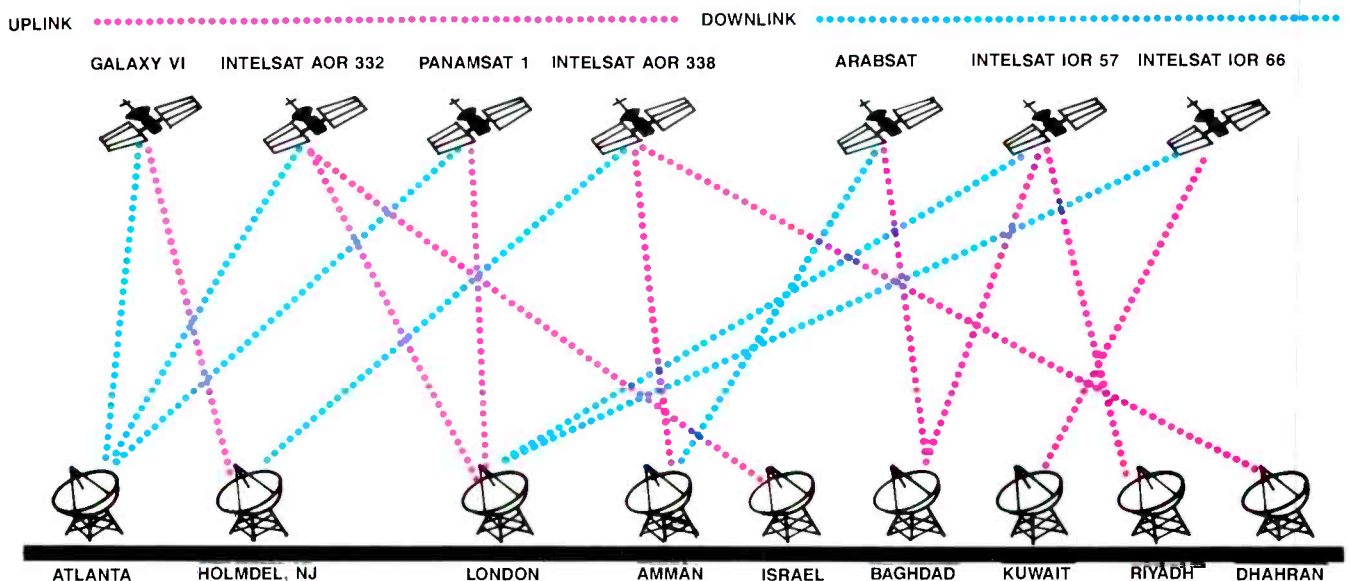 UPLINK DOWNLINK
GALAXY VI INTELSAT AOR 332 PANAMSAT 1 INTELSAT AOR 338 ARABSAT INTELSAT IOR 57 INTELSAT IOR 66
ATLANTA HOLMDEL, NJ LONDON AMMAN ISRAEL BAGHDAD KUWAIT RIYADH DHAHRAN